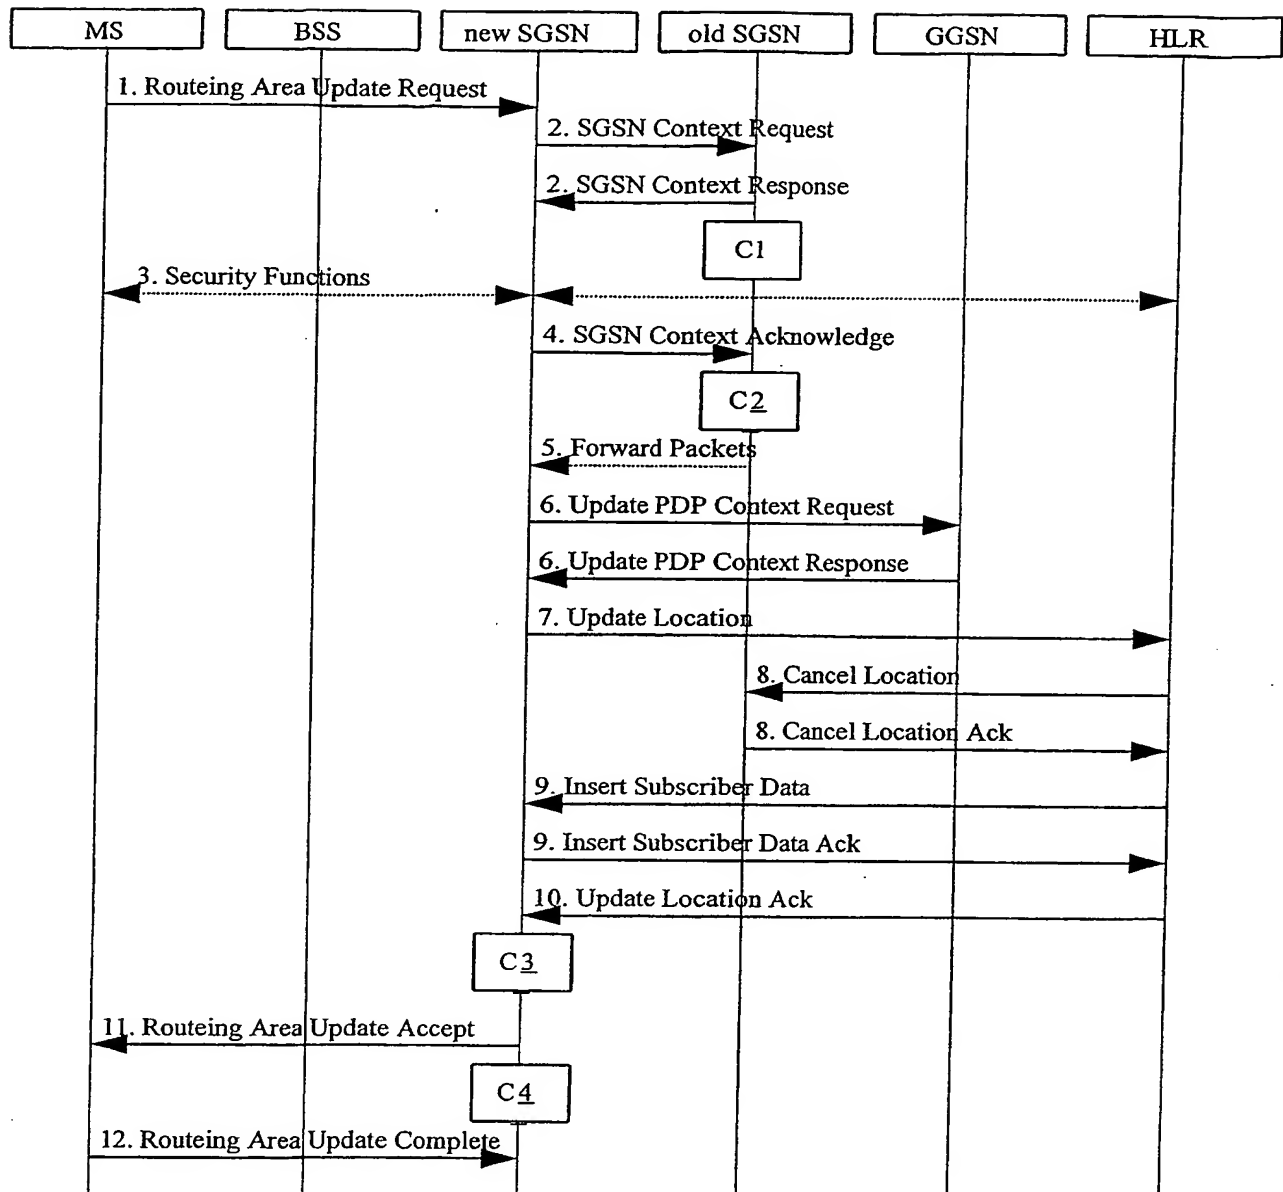 MS
BSS
new SGSN
old SGSN
GGSN
HLR
1. Routeing Area Update Request
2. SGSN Context Request
2. SGSN Context Response
C1
3. Security Functions
4. SGSN Context Acknowledge
C2
5. Forward Packets
6. Update PDP Context Request
6. Update PDP Context Response
7. Update Location
8. Cancel Location
8. Cancel Location Ack
9. Insert Subscriber Data
9. Insert Subscriber Data Ack
10. Update Location Ack
C3
11. Routeing Area Update Accept
C4
12. Routeing Area Update Complete